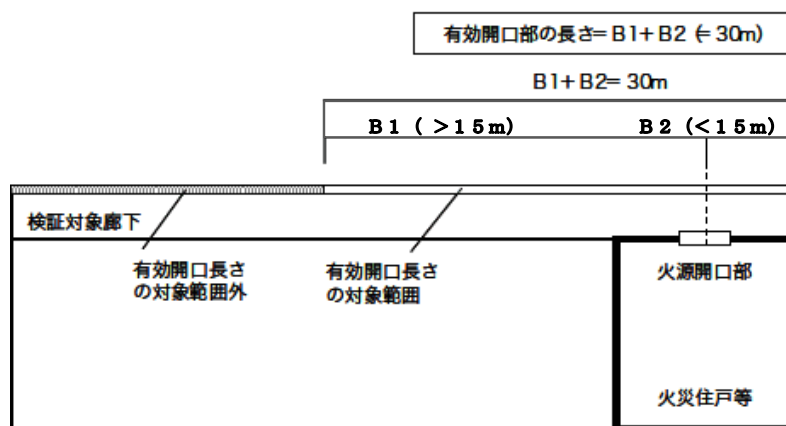 有効開口部の長さ=B1+B2 (=30m)
B1+B2=30m
B1 (>15m)
B2 (<15m)
検証対象廊下
有効開口長さ
の対象範囲外
有効開口長さ
の対象範囲
火源開口部
火災住戸等